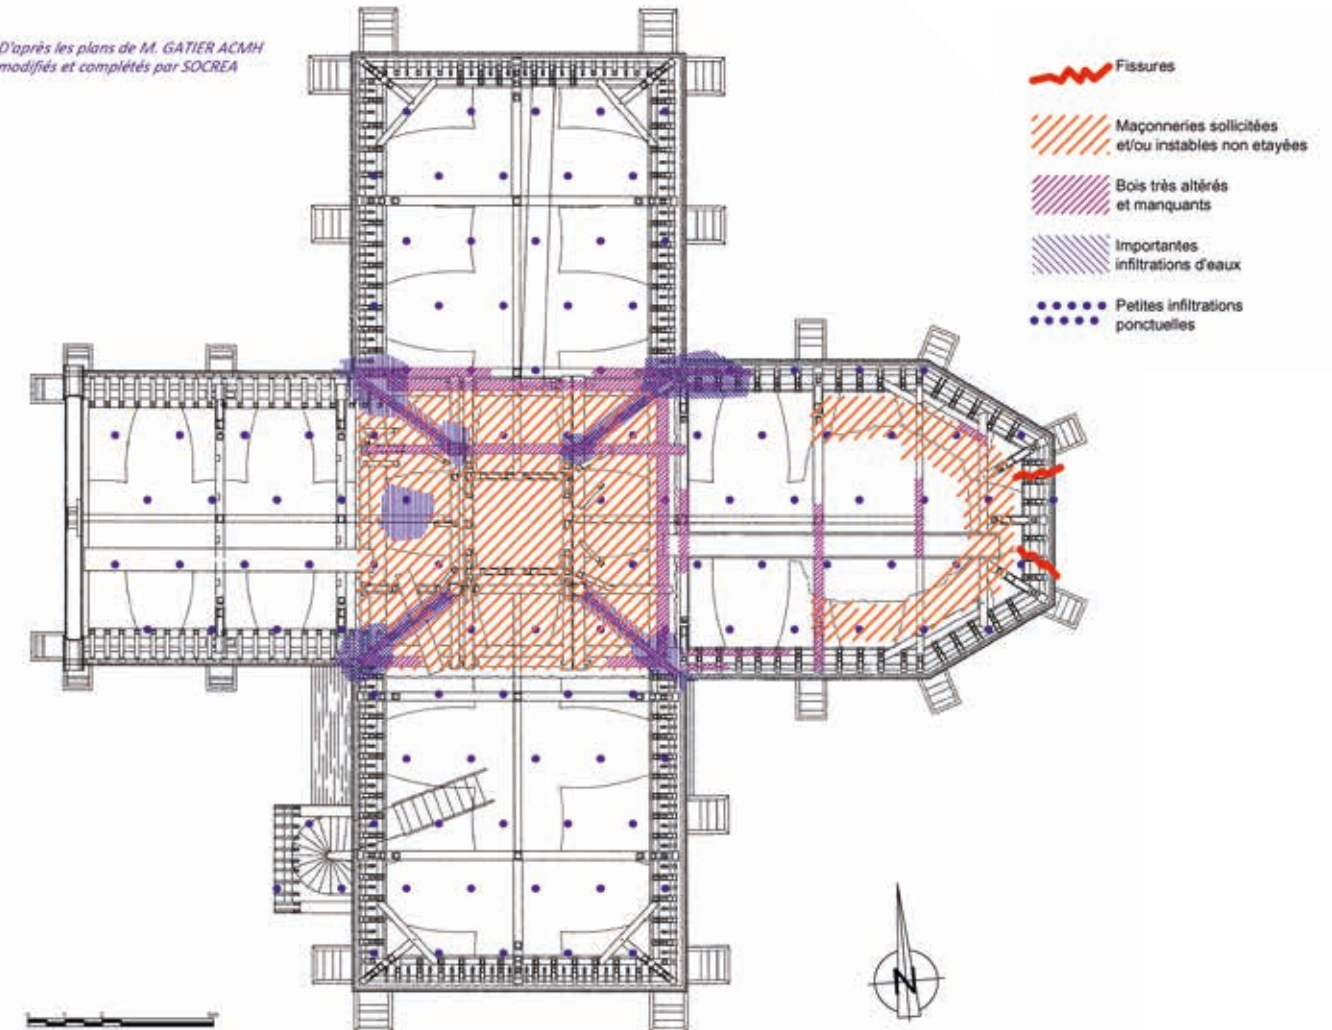 D'après les plans de M. GATIER ACMH
modifiés et complétés par SOCREA
Fissures
Maçonneries sollicitées
et/ou instables non etayées
Bois très altérés
et manquants
Importantes
infiltrations d'eaux
Petites infiltrations
ponctuelles
N